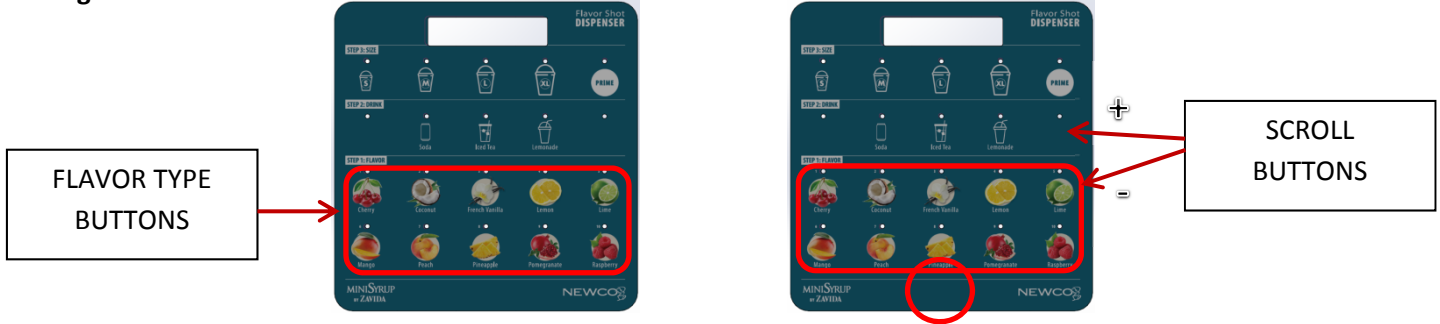 FLAVOR TYPE
BUTTONS
Flavor Shot
DISPENSER
STEP 3: SIZE
S
M
L
XL
PRIME
STEP 2: DRINK
Soda
Iced Tea
Lemonade
STEP 1: FLAVOR
Cherry
Coconut
French Vanilla
Lemon
Lime
Mango
Peach
Pineapple
Pomegranate
Raspberry
MINISYRUP
BY ZAVIDA
NEWCO
Flavor Shot
DISPENSER
STEP 3: SIZE
S
M
L
XL
PRIME
STEP 2: DRINK
Soda
Iced Tea
Lemonade
STEP 1: FLAVOR
Cherry
Coconut
French Vanilla
Lemon
Lime
Mango
Peach
Pineapple
Pomegranate
Raspberry
MINISYRUP
BY ZAVIDA
NEWCO
+
-
SCROLL
BUTTONS